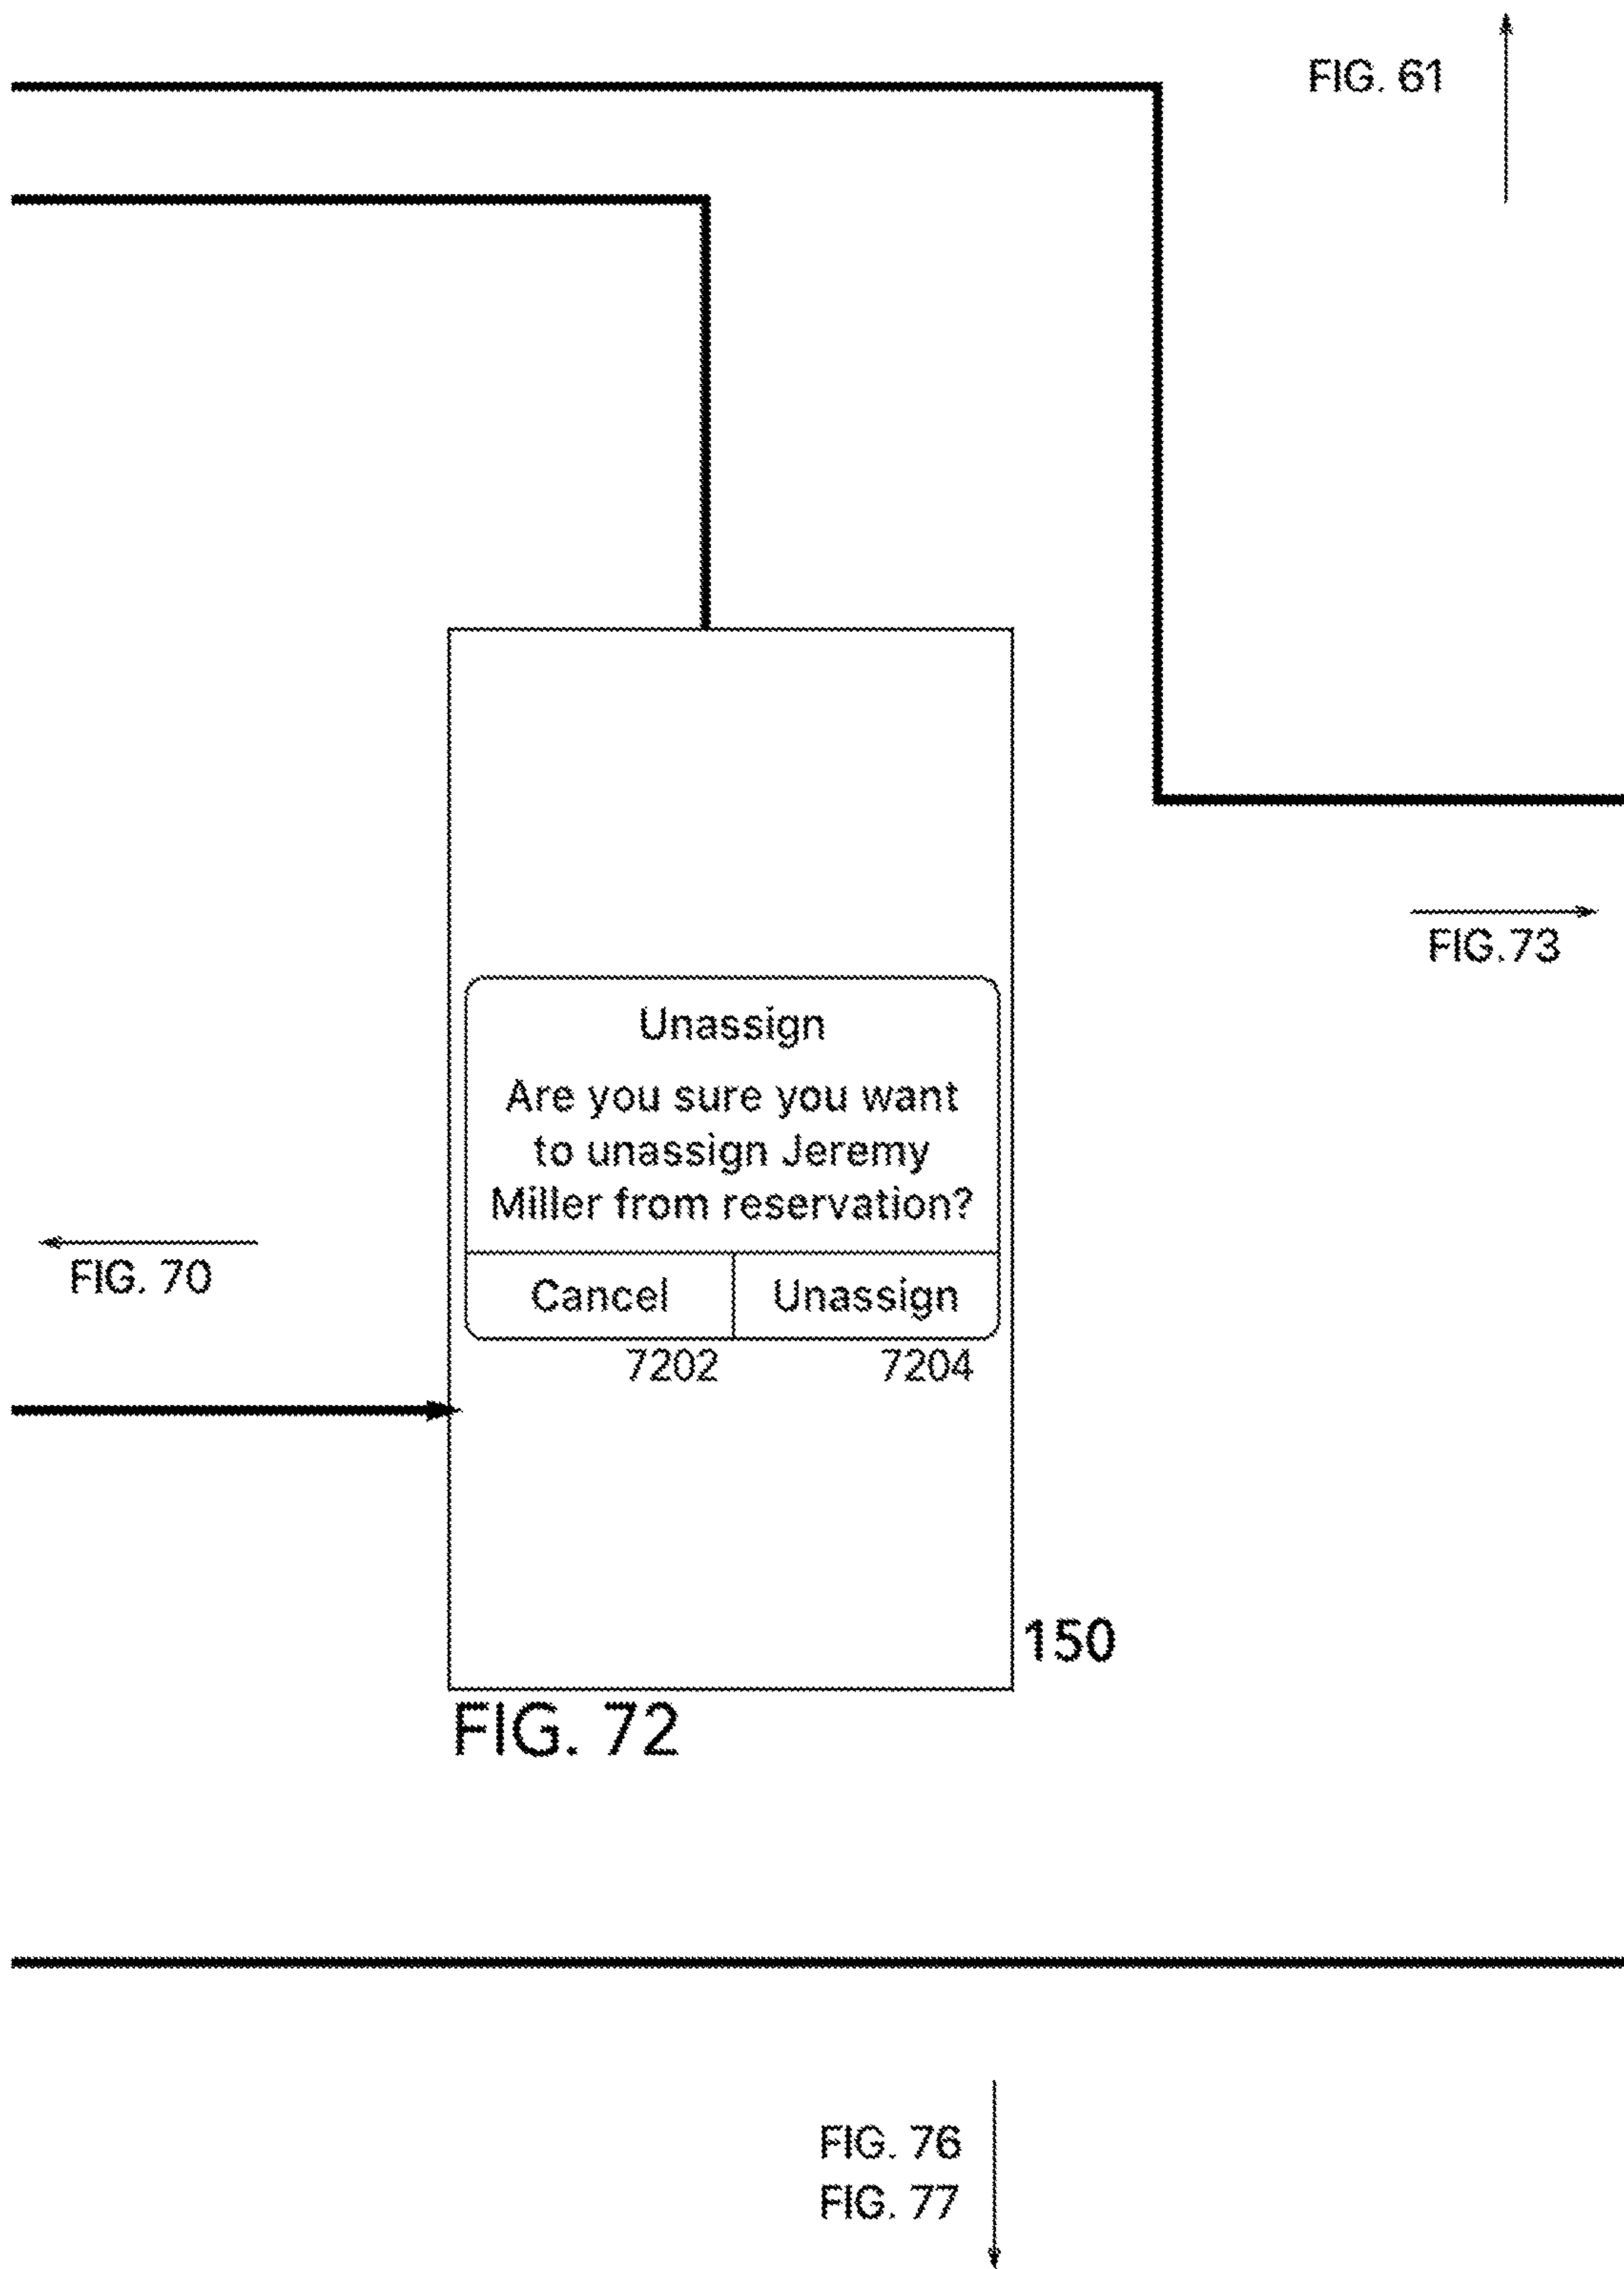 FIG. 61
FIG.73
Unassign
Are you sure you want
to unassign Jeremy
Miller from reservation?
FIG. 70
Cancel Unassign
7202 7204
150
FIG. 72
FIG. 76
FIG. 77